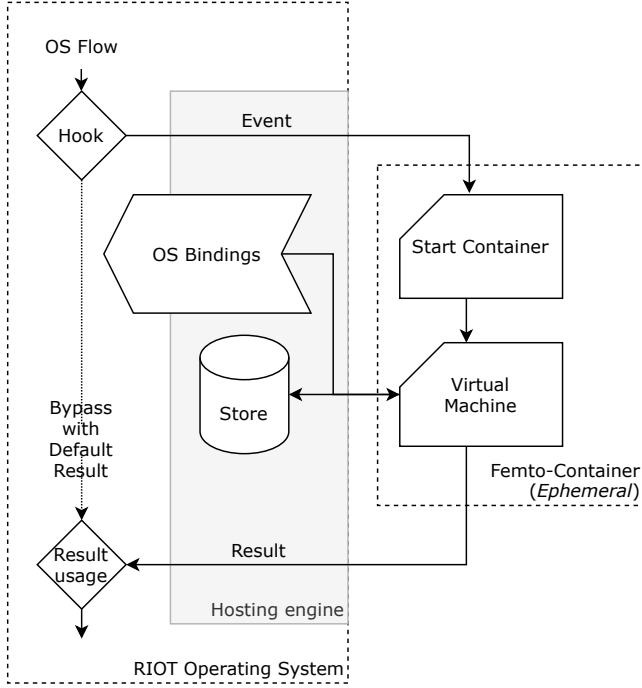 OS Flow
Hook
Event
OS Bindings
Start Container
Store
Virtual
Machine
Bypass
with
Default
Result
Femto-Container
(Ephemeral)
Result
usage
Result
Hosting engine
RIOT Operating System